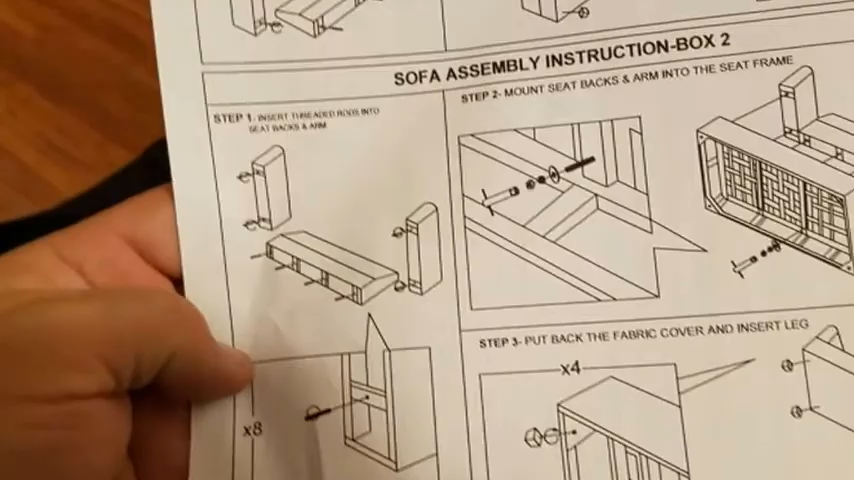 SOFA ASSEMBLY INSTRUCTION-BOX 2
STEP 1- INSERT THREADED RODS INTO
SEAT BACKS & ARM
STEP 2- MOUNT SEAT BACKS & ARM INTO THE SEAT FRAME
x8
STEP 3- PUT BACK THE FABRIC COVER AND INSERT LEG
x4